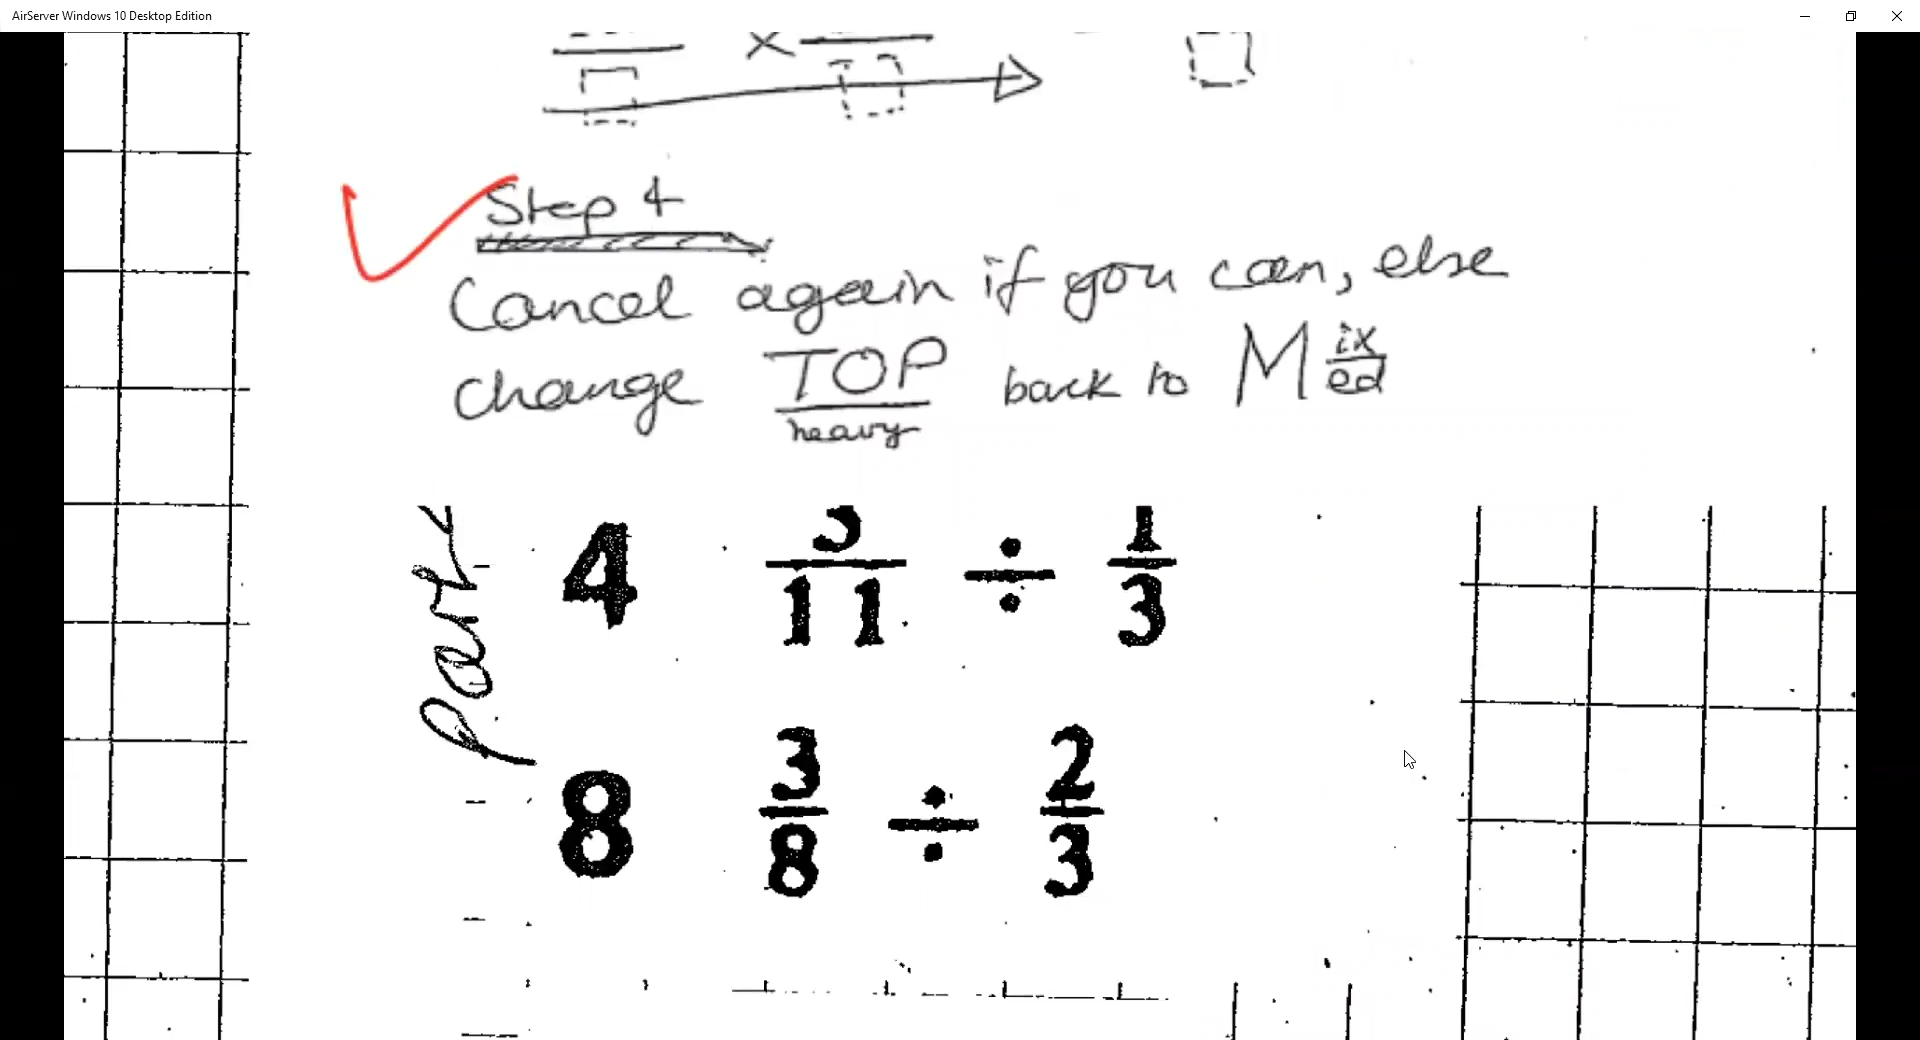 AirServer Windows 10 Desktop Edition
×
Step 4
Cancel again if you can, else
change TOP heavy back to Mixed
Part
4 3/11 ÷ 1/3
8 3/8 ÷ 2/3